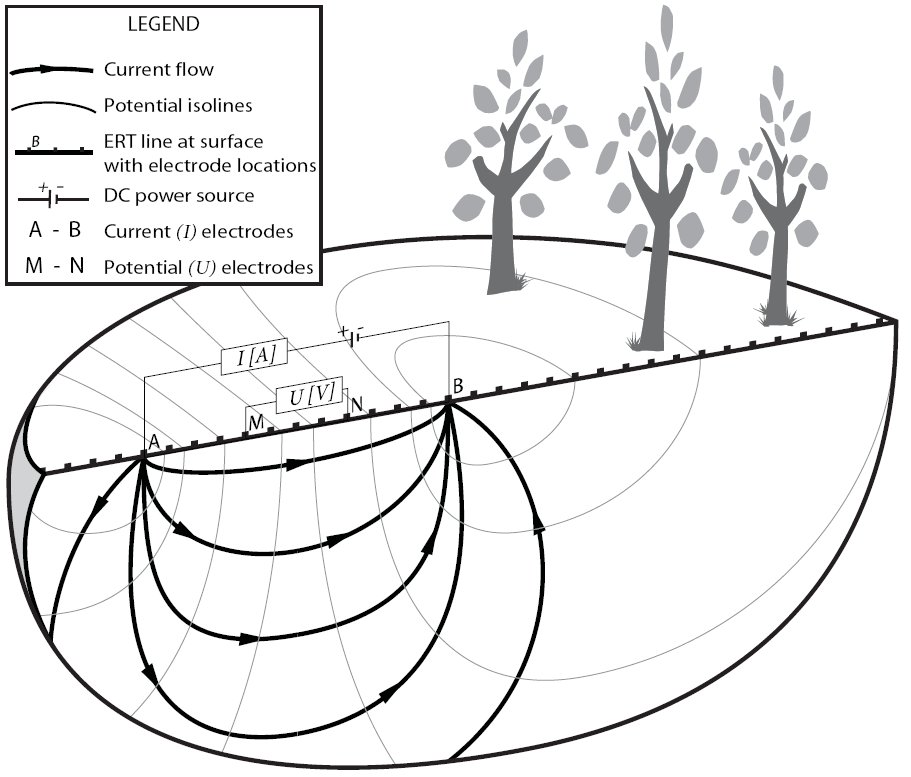 LEGEND
Current flow
Potential isolines
B
ERT line at surface
with electrode locations
+ -
DC power source
A - B Current (I) electrodes
M - N Potential (U) electrodes
+ -
I [A]
U [V]
B
N
M
A